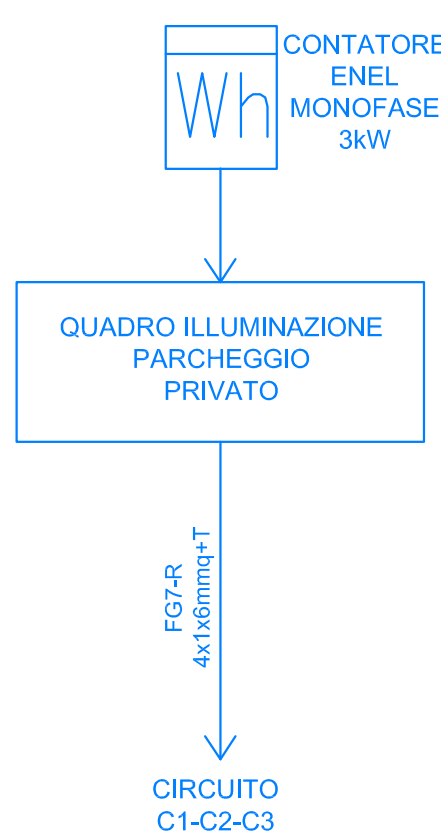 CONTATORE
ENEL
MONOFASE
3kW
Wh
QUADRO ILLUMINAZIONE
PARCHEGGIO
PRIVATO
FG7-R
4x1x6mmq+T
CIRCUITO
C1-C2-C3